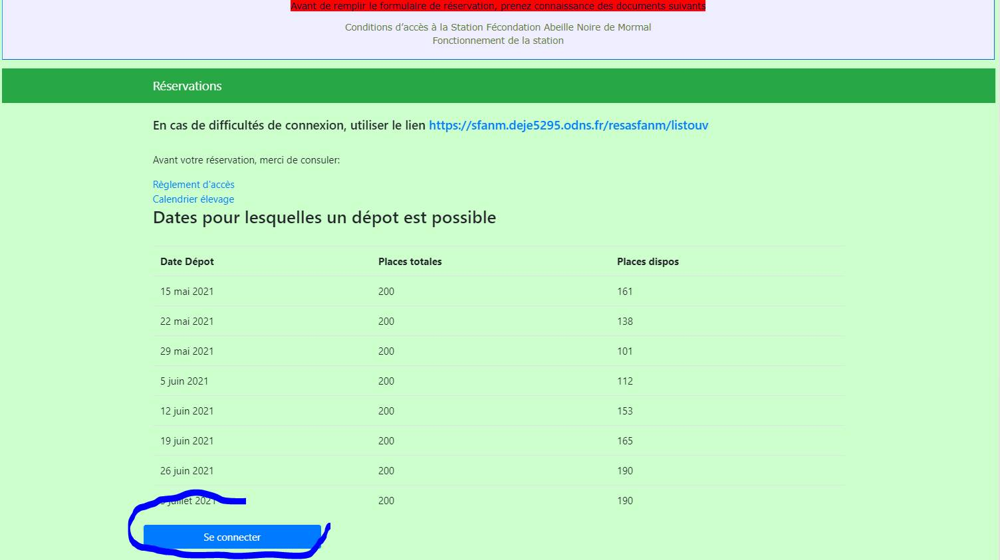 Avant de remplir le formulaire de réservation, prenez connaissance des documents suivants
Conditions d’accès à la Station Fécondation Abeille Noire de Mormal
Fonctionnement de la station
Réservations
En cas de difficultés de connexion, utiliser le lien https://sfanm.deje5295.odns.fr/resasfanm/listouv
Avant votre réservation, merci de consuler:
Règlement d'accès
Calendrier élevage
Dates pour lesquelles un dépot est possible
Date Dépot Places totales Places dispos
15 mai 2021 200 161
22 mai 2021 200 138
29 mai 2021 200 101
5 juin 2021 200 112
12 juin 2021 200 153
19 juin 2021 200 165
26 juin 2021 200 190
juillet 2021 200 190
Se connecter